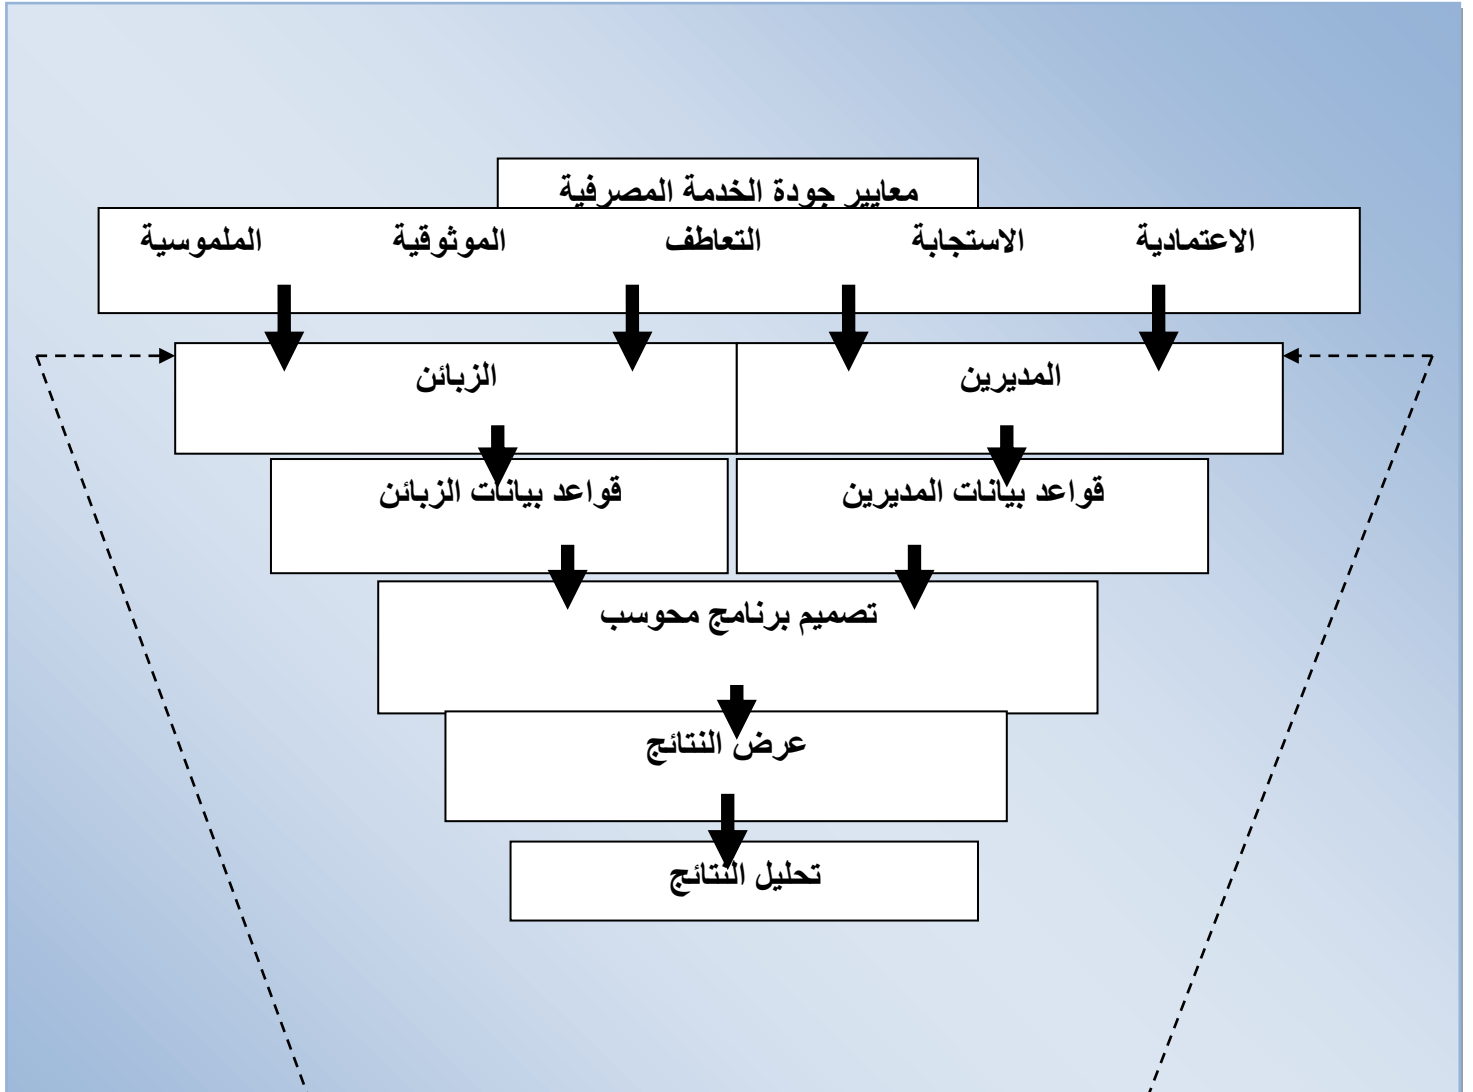 معايير جودة الخدمة المصرفية
الاعتمادية الاستجابة التعاطف الموثوقية الملموسية
المديرين الزبائن
قواعد بيانات المديرين قواعد بيانات الزبائن
تصميم برنامج محوسب
عرض النتائج
تحليل النتائج